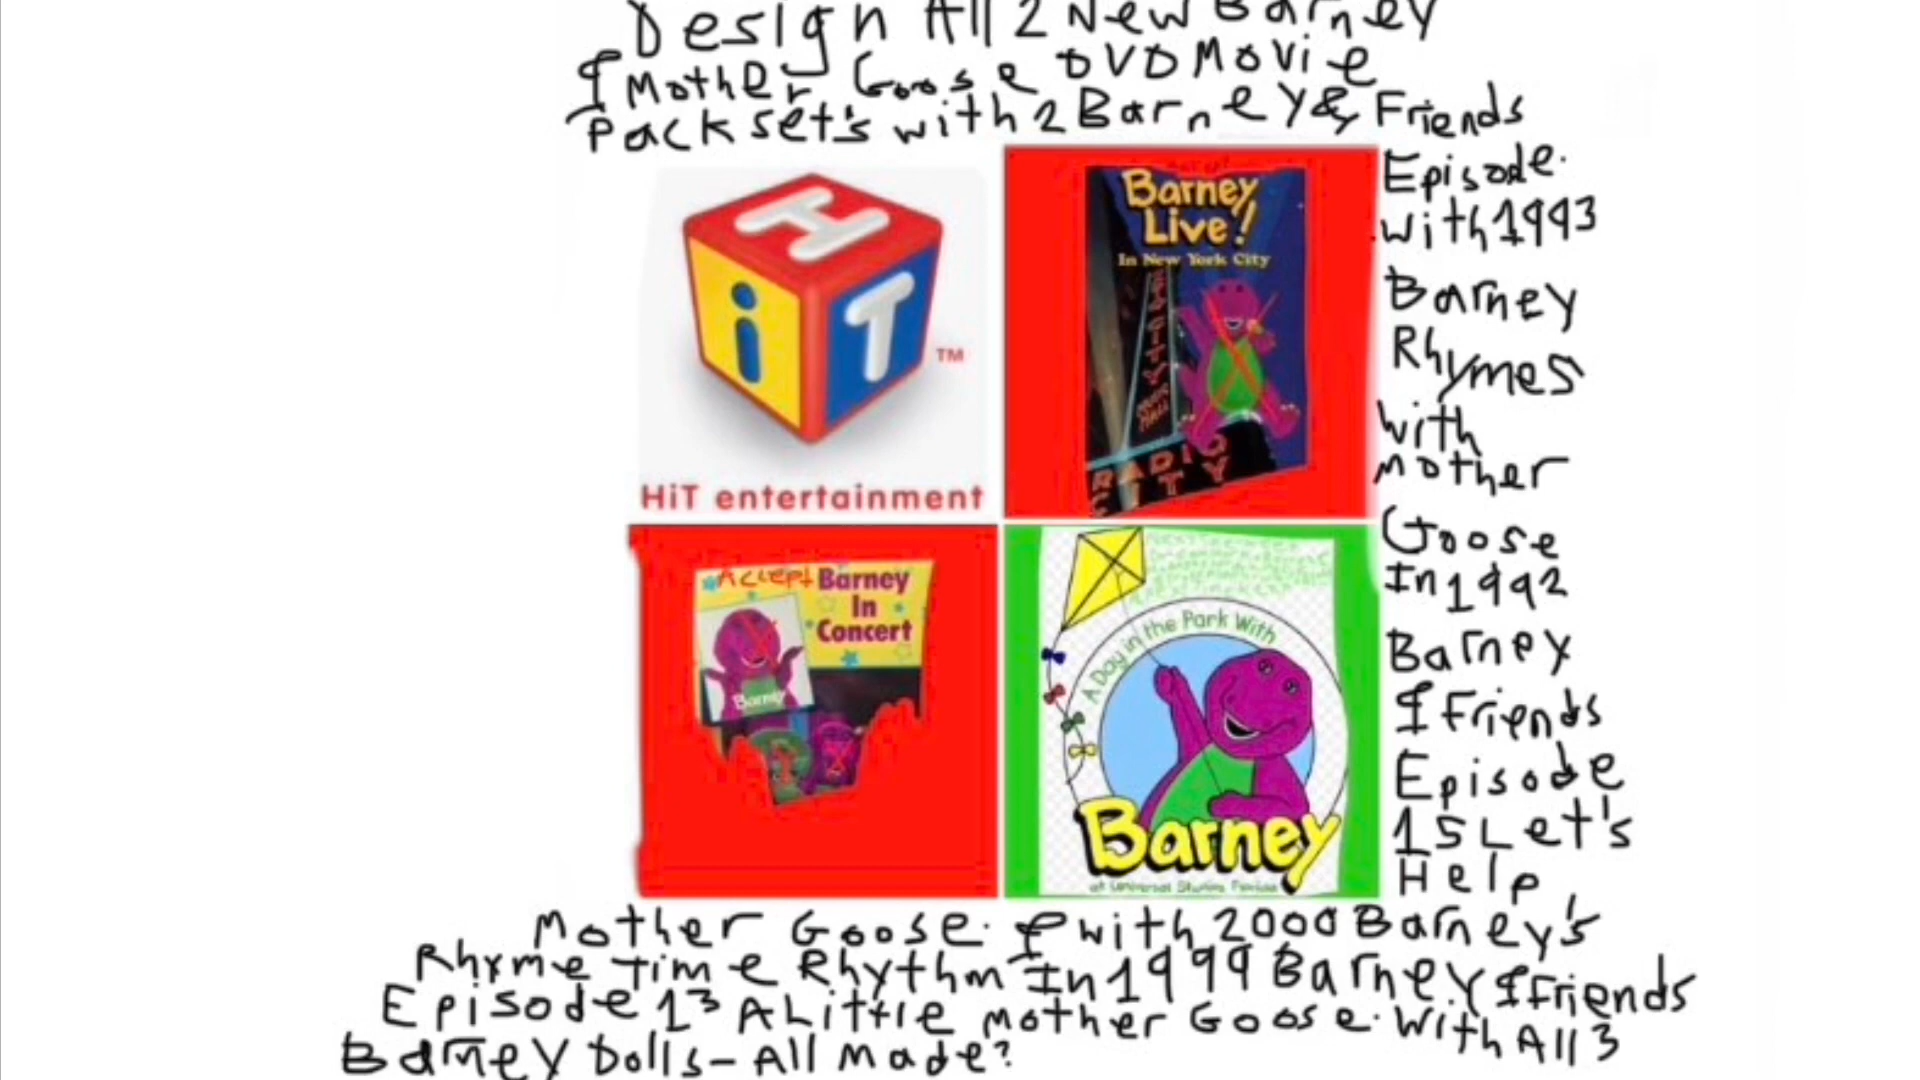 Design All 2 New Barney
& Mother Goose DVD Movie
Pack set's with 2 Barney & Friends
Episode.
with 1993
Barney
Rhymes
with
mother
Goose
In 1992
Barney
& Friends
Episode
15 Let's
Help
Mother Goose. & with 2000 Barney's
Rhyme Time Rhythm In 1999 Barney & Friends
Episode 13 A Little Mother Goose. With All 3
Barney Dolls-All Made?
H
i T
TM
HiT entertainment
Barney
Live!
In New York City
RADIO
CITY
Accept Barney
In
Concert
Barney
A Day in the Park With
Barney
at Universal Studios Florida